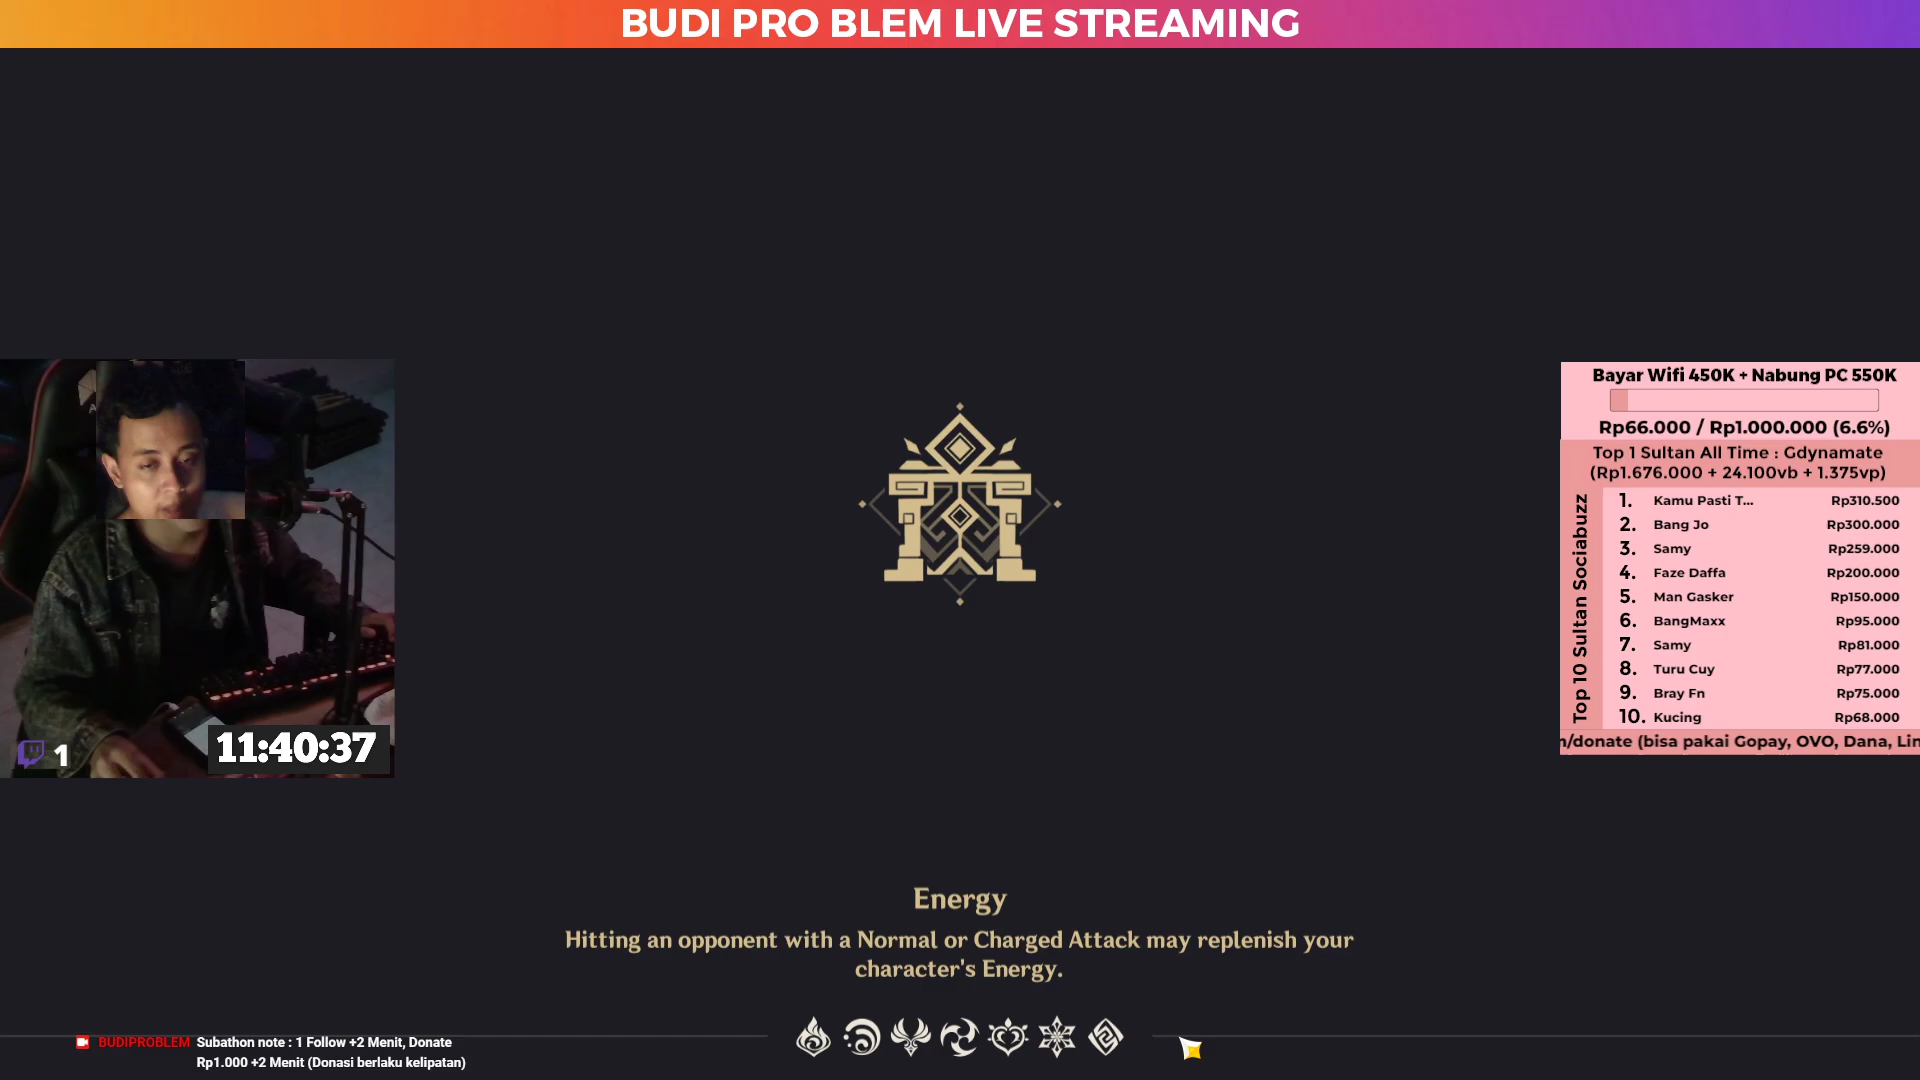 BUDI PRO BLEM LIVE STREAMING
11:40:37
1
Bayar Wifi 450K + Nabung PC 550K
Rp66.000 / Rp1.000.000 (6.6%)
Top 1 Sultan All Time : Gdynamate
(Rp1.676.000 + 24.100vb + 1.375vp)
Top 10 Sultan Sociabuzz
1. Kamu Pasti T... Rp310.500
2. Bang Jo Rp300.000
3. Samy Rp259.000
4. Faze Daffa Rp200.000
5. Man Gasker Rp150.000
6. BangMaxx Rp95.000
7. Samy Rp81.000
8. Turu Cuy Rp77.000
9. Bray Fn Rp75.000
10. Kucing Rp68.000
n/donate (bisa pakai Gopay, OVO, Dana, Lin
Energy
Hitting an opponent with a Normal or Charged Attack may replenish your
character's Energy.
BUDIPROBLEM Subathon note : 1 Follow +2 Menit, Donate
Rp1.000 +2 Menit (Donasi berlaku kelipatan)